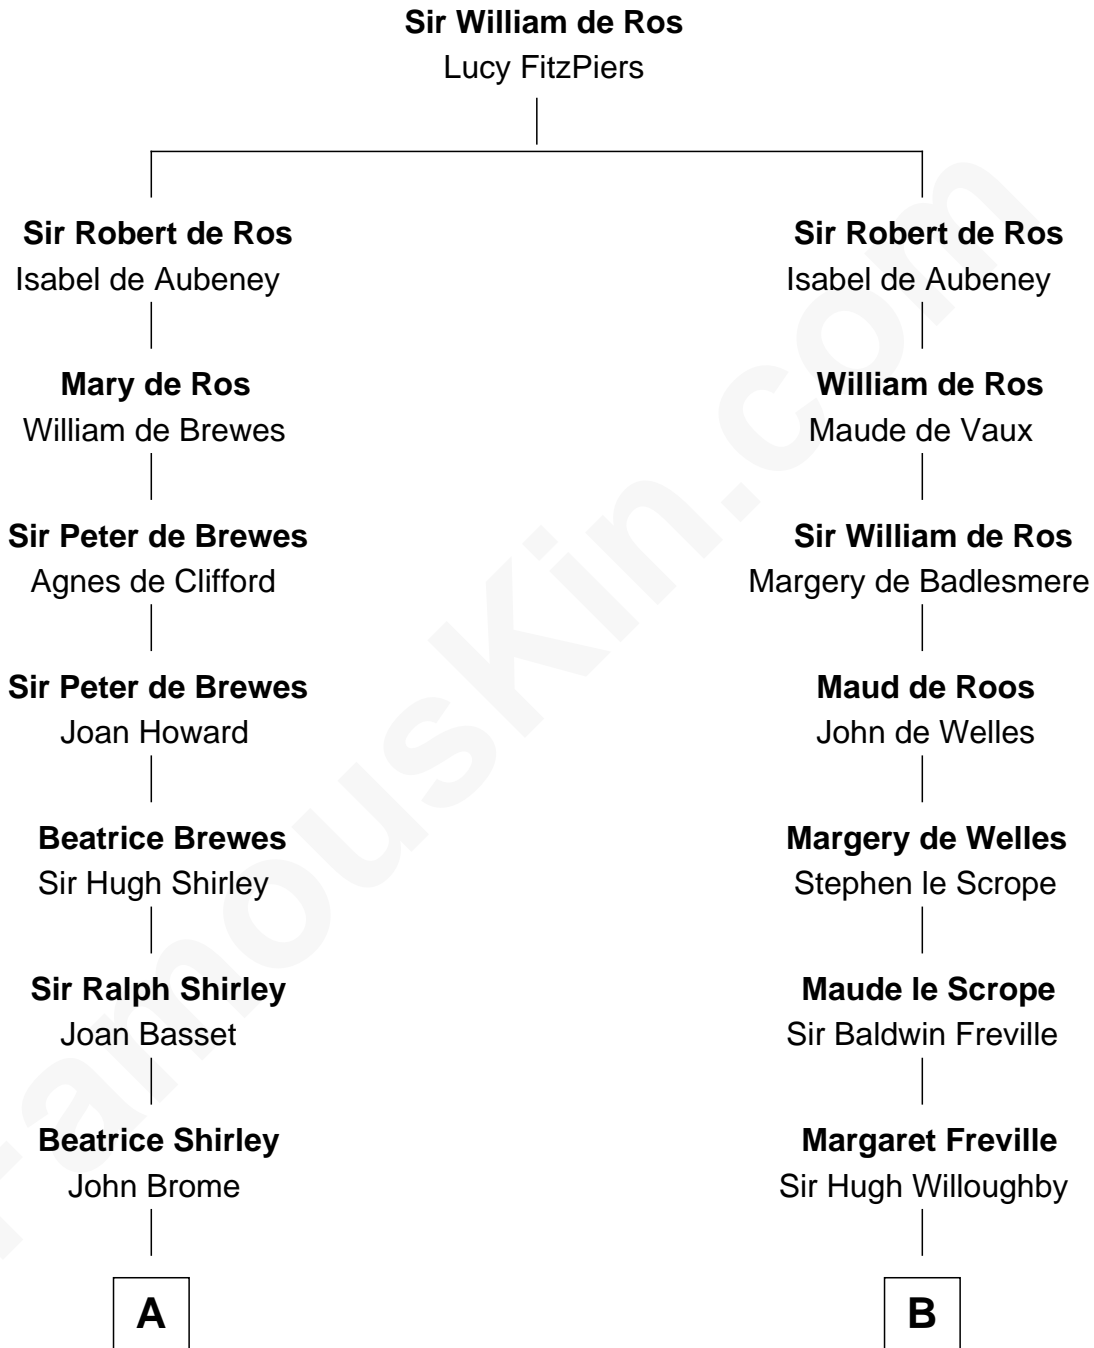 Sir William de Ros
Lucy FitzPiers
Sir Robert de Ros
Isabel de Aubeney
Mary de Ros
William de Brewes
Sir Peter de Brewes
Agnes de Clifford
Sir Peter de Brewes
Joan Howard
Beatrice Brewes
Sir Hugh Shirley
Sir Ralph Shirley
Joan Basset
Beatrice Shirley
John Brome
A
Sir Robert de Ros
Isabel de Aubeney
William de Ros
Maude de Vaux
Sir William de Ros
Margery de Badlesmere
Maud de Roos
John de Welles
Margery de Welles
Stephen le Scrope
Maude le Scrope
Sir Baldwin Freville
Margaret Freville
Sir Hugh Willoughby
B
FamousKin.com